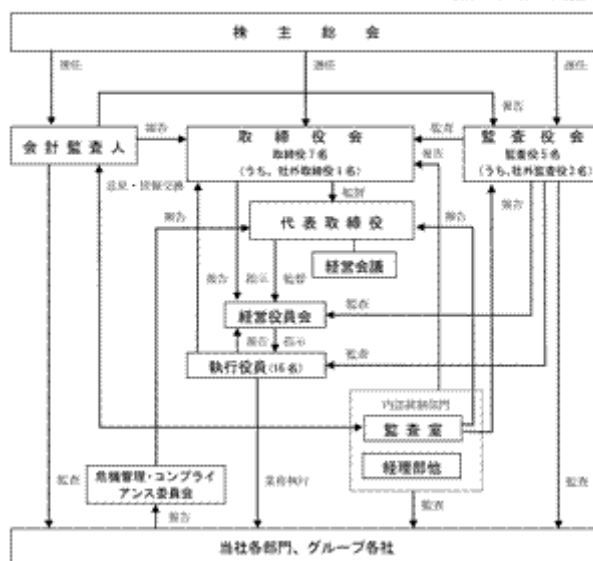 株主総会
選任
選任
選任
報告
会計監査人
報告
取締役会
取締役7名
(うち、社外取締役1名)
監査
監査役会
監査役5名
(うち、社外監査役3名)
意見・情報交換
報告
監督
報告
報告
代表取締役
報告
経営会議
報告
指示
監督
経営役員会
監査
報告
指示
執行役員(16名)
監査
内部統制部門
監査室
経理部他
危機管理・コンプライ
アンス委員会
監査
業務執行
監査
報告
監査
当社各部門、グループ各社